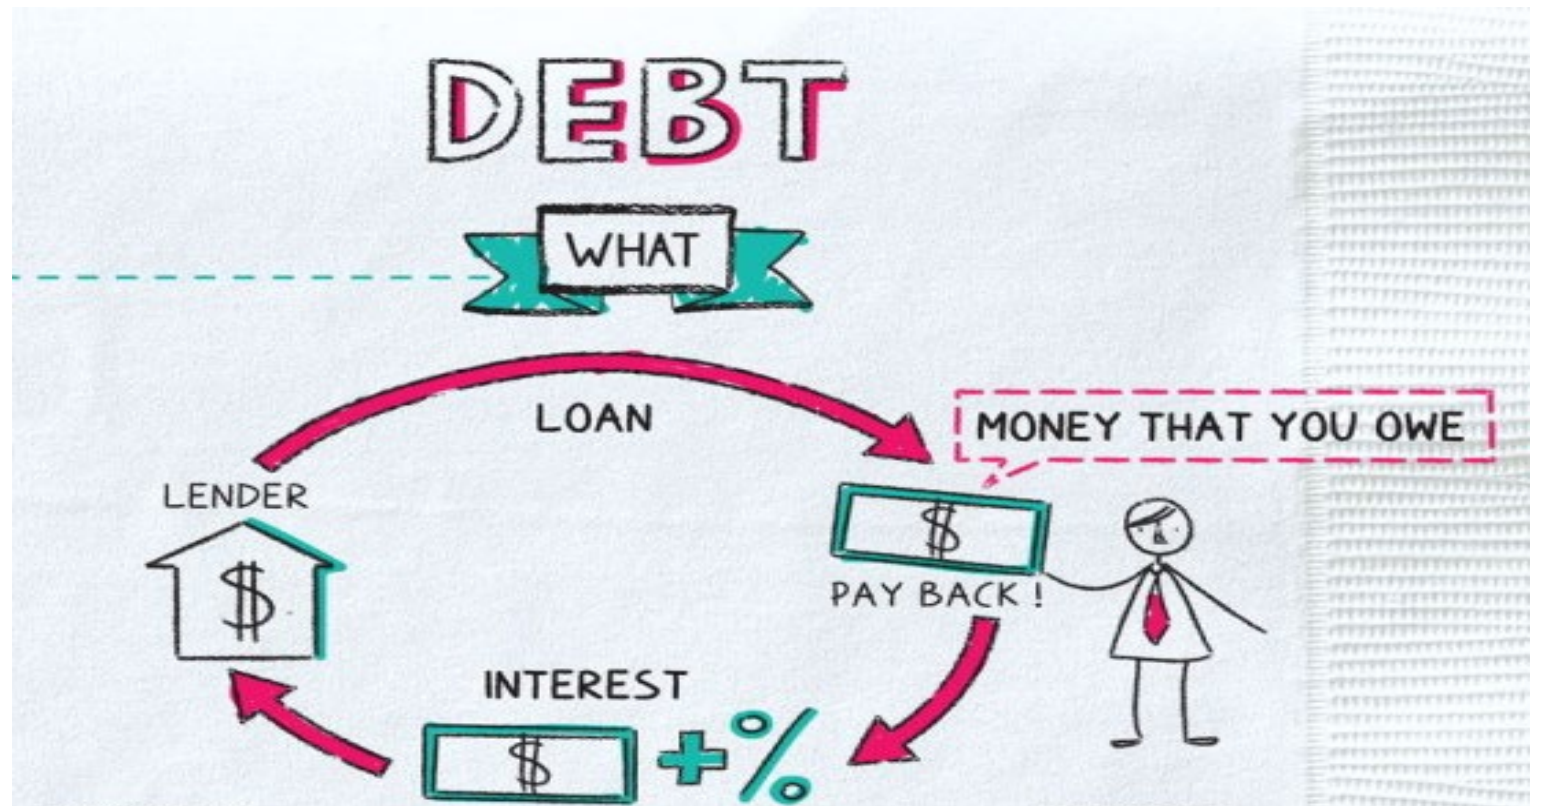 DEBT
WHAT
LOAN
MONEY THAT YOU OWE
LENDER
$
$
PAY BACK !
INTEREST
$ + %